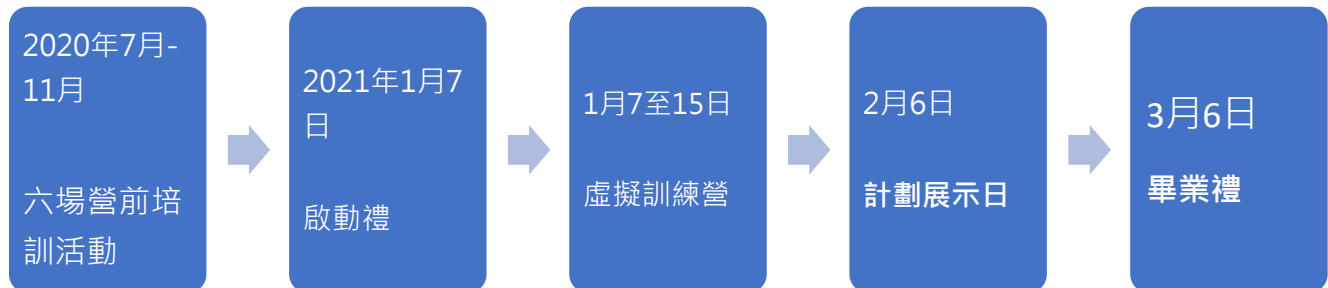 2020年7月-
11月
六場營前培
訓活動
2021年1月7
日
啟動禮
1月7至15日
虛擬訓練營
2月6日
計劃展示日
3月6日
畢業禮